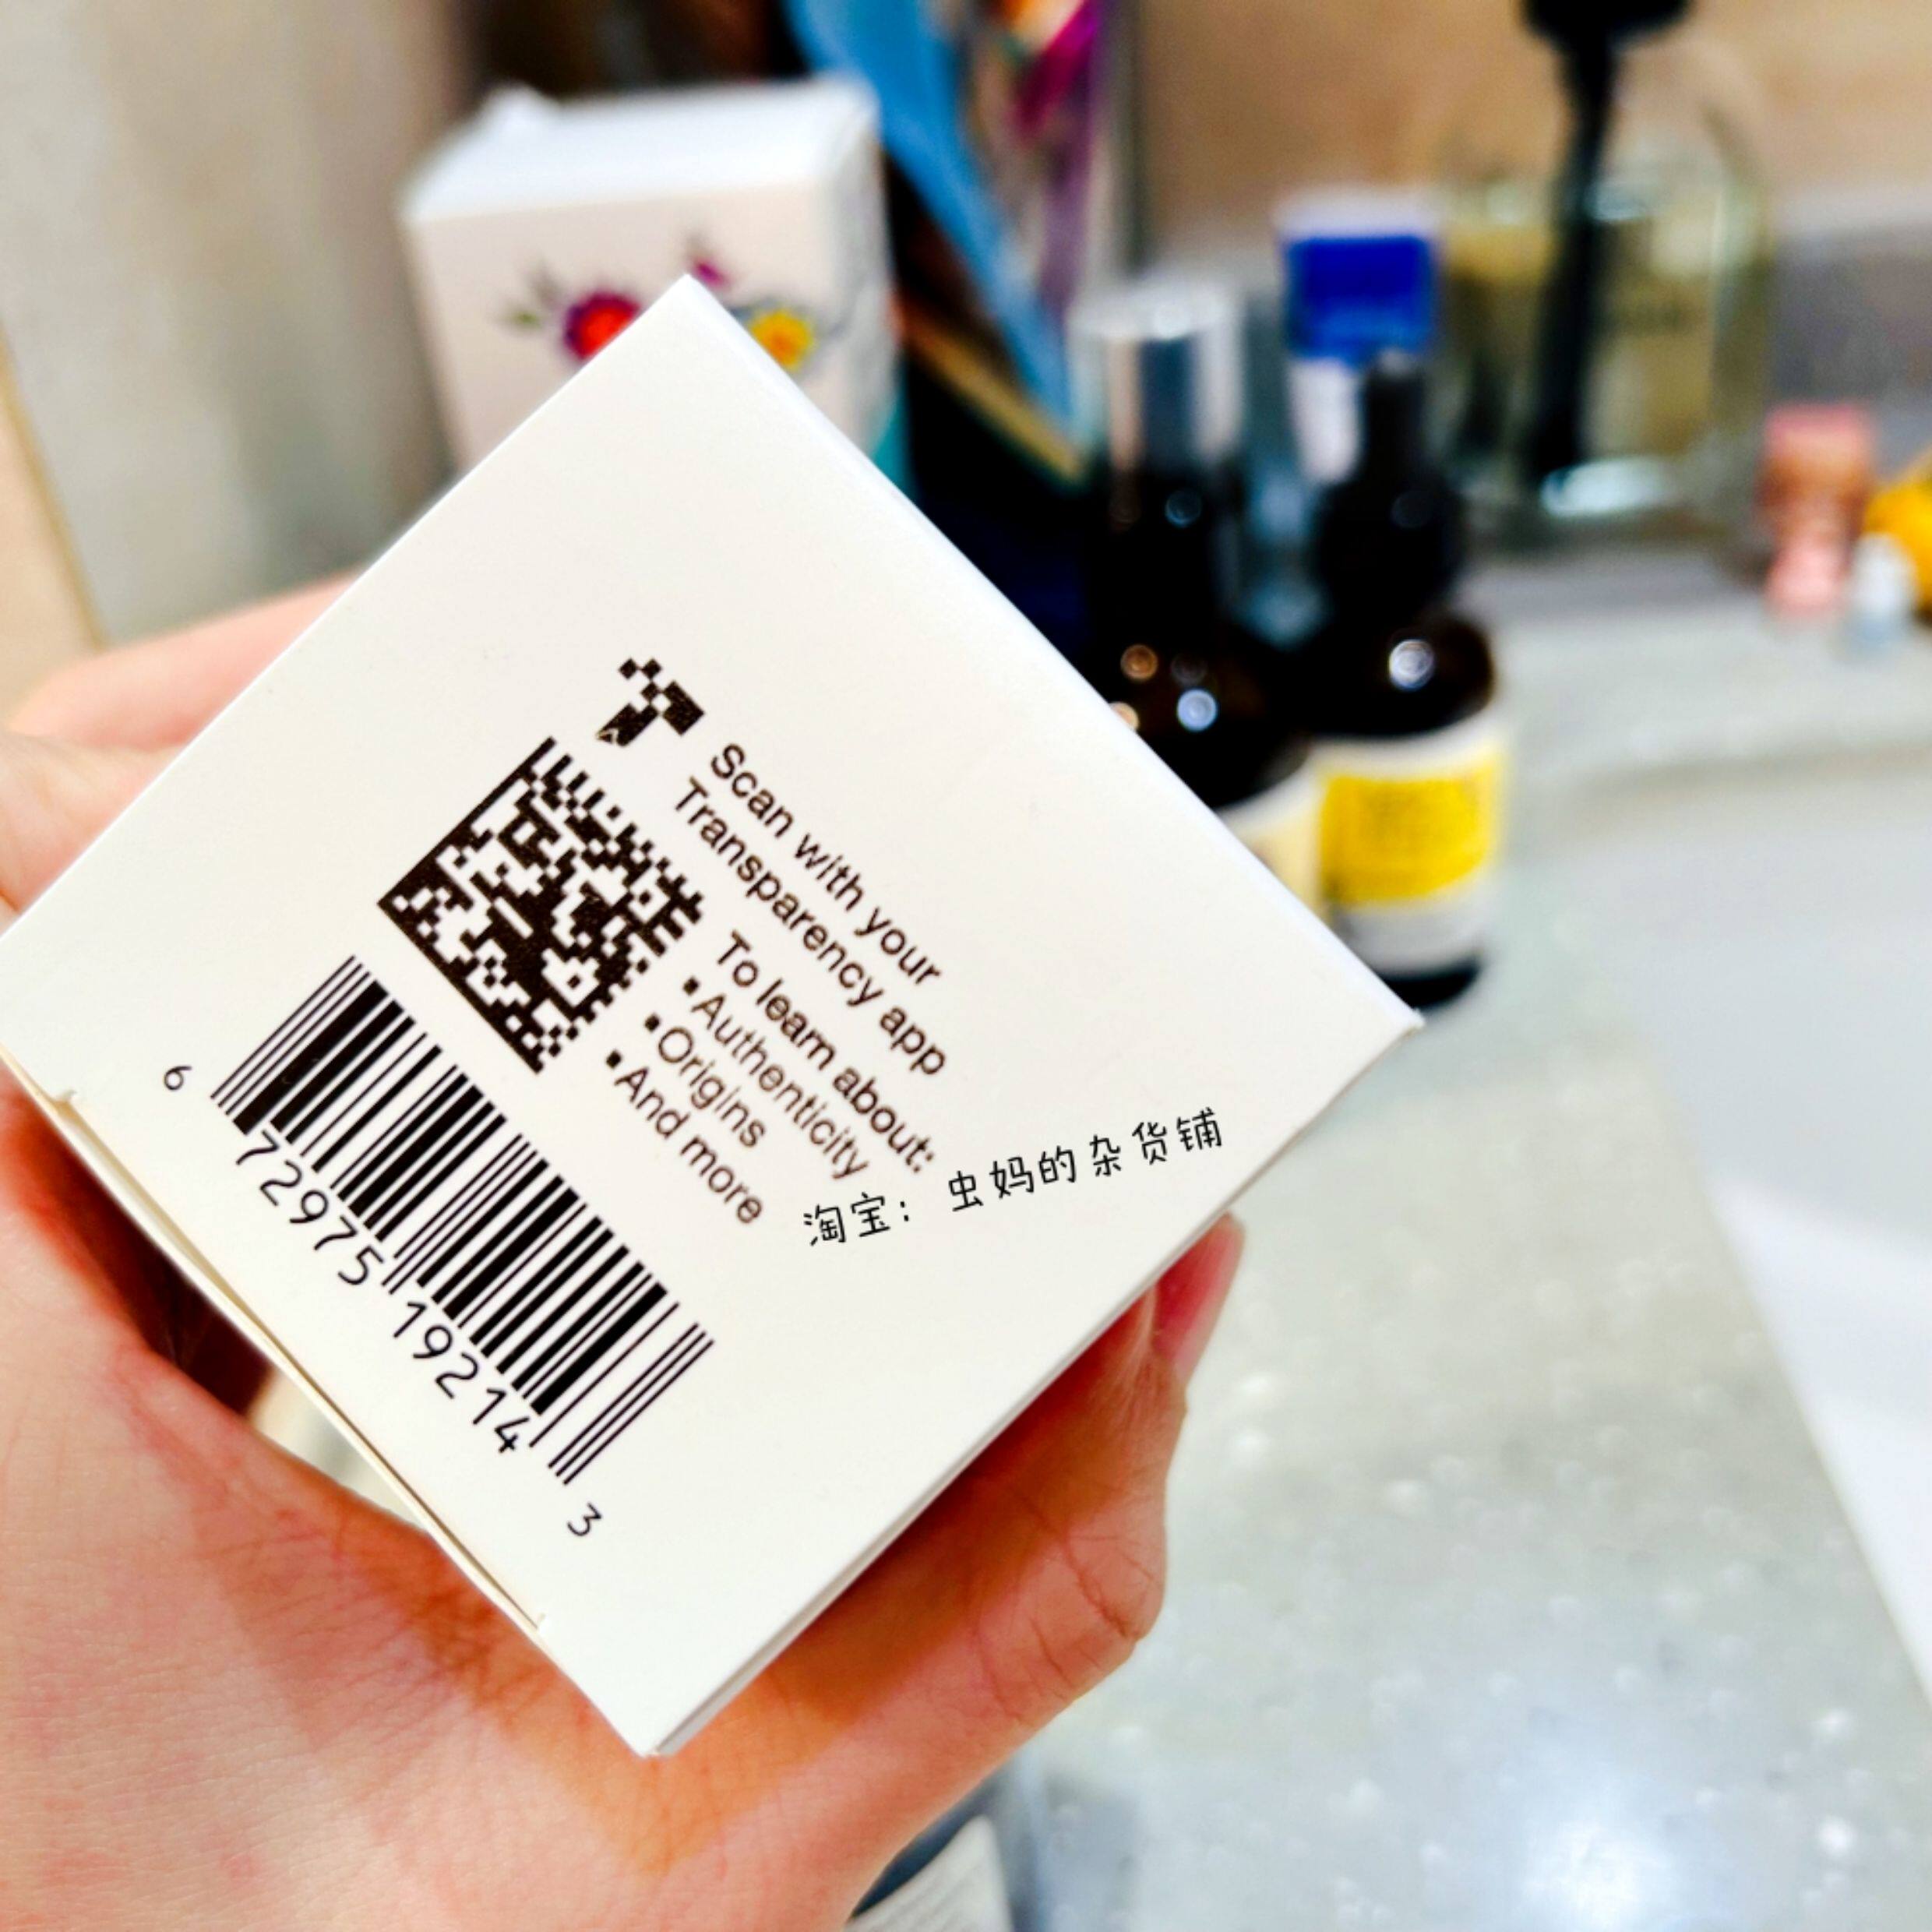 Scan with your
Transparency app
To learn about:
▪Authenticity
▪Origins
▪And more
6 72975 19214 3
淘宝: 虫妈的杂货铺